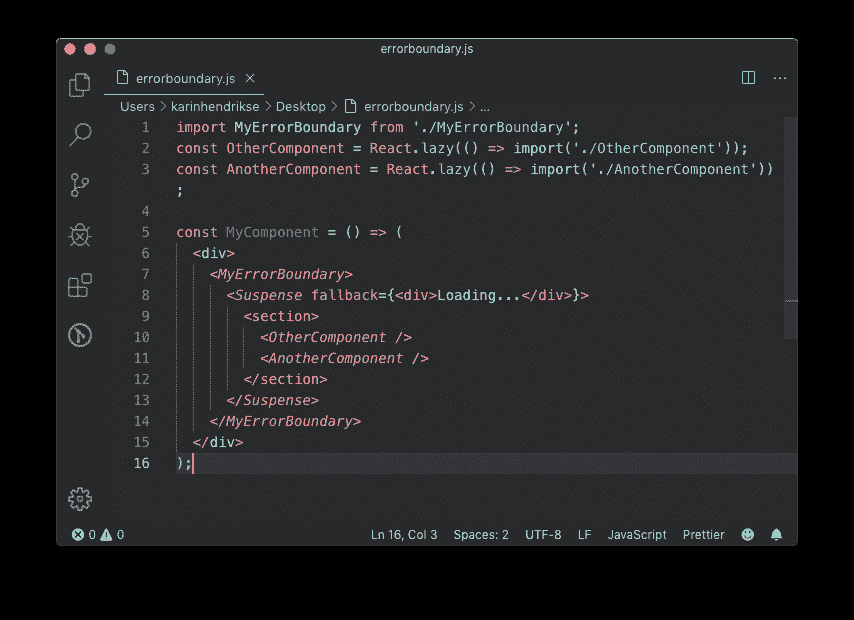 errorboundary.js
errorboundary.js ×
Users > karinhendrikse > Desktop > errorboundary.js > ...
1 import MyErrorBoundary from './MyErrorBoundary';
2 const OtherComponent = React.lazy(() => import('./OtherComponent'));
3 const AnotherComponent = React.lazy(() => import('./AnotherComponent'))
;
4
5 const MyComponent = () => (
6 <div>
7 <MyErrorBoundary>
8 <Suspense fallback={<div>Loading...</div>}>
9 <section>
10 <OtherComponent />
11 <AnotherComponent />
12 </section>
13 </Suspense>
14 </MyErrorBoundary>
15 </div>
16 );
0 0 Ln 16, Col 3 Spaces: 2 UTF-8 LF JavaScript Prettier